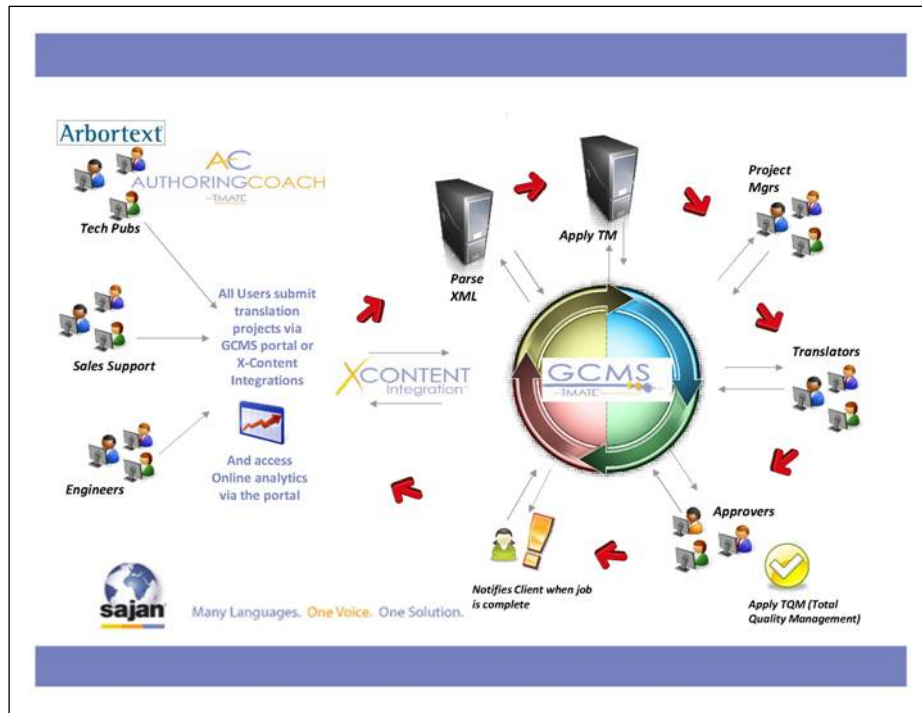 Arbortext
AC
AUTHORINGCOACH
TMATE
Tech Pubs
Sales Support
Engineers
All Users submit
translation
projects via
GCMS portal or
X-Content
Integrations
And access
Online analytics
via the portal
XCONTENT
Integration
Parse
XML
Apply TM
Project
Mgrs
GCMS
TMATE
Translators
Approvers
Apply TQM (Total
Quality Management)
Notifies Client when job
is complete
sajan
Many Languages. One Voice. One Solution.